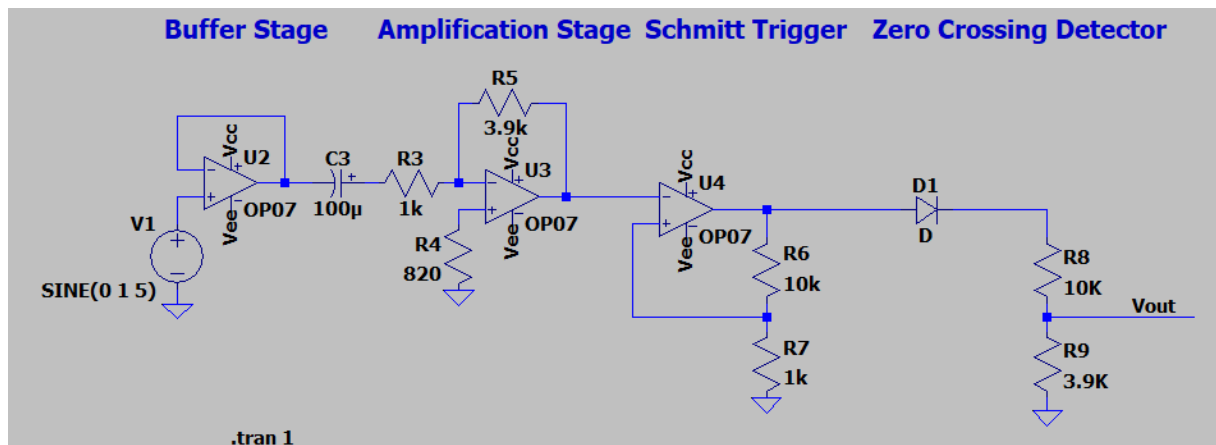 Buffer Stage
Amplification Stage
Schmitt Trigger
Zero Crossing Detector
V1
SINE(0 1 5)
Vcc
U2
Vee
OP07
C3
100µ
R3
1k
R5
3.9k
Vcc
U3
Vee
OP07
R4
820
Vcc
U4
Vee
OP07
R6
10k
R7
1k
D1
D
R8
10K
Vout
R9
3.9K
.tran 1